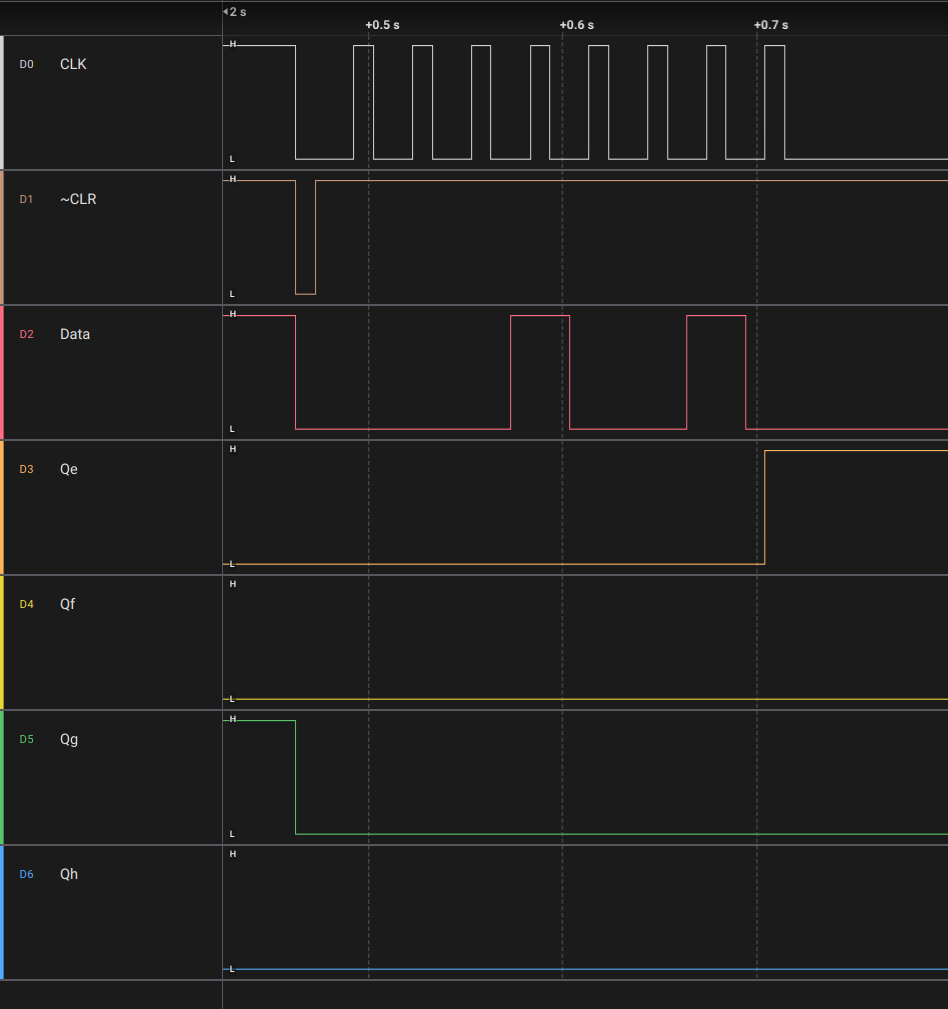 ◂2 s
+0.5 s +0.6 s +0.7 s
H
D0 CLK
L
H
D1 ~CLR
L
H
D2 Data
L
H
D3 Qe
L
H
D4 Qf
L
H
D5 Qg
L
H
D6 Qh
L